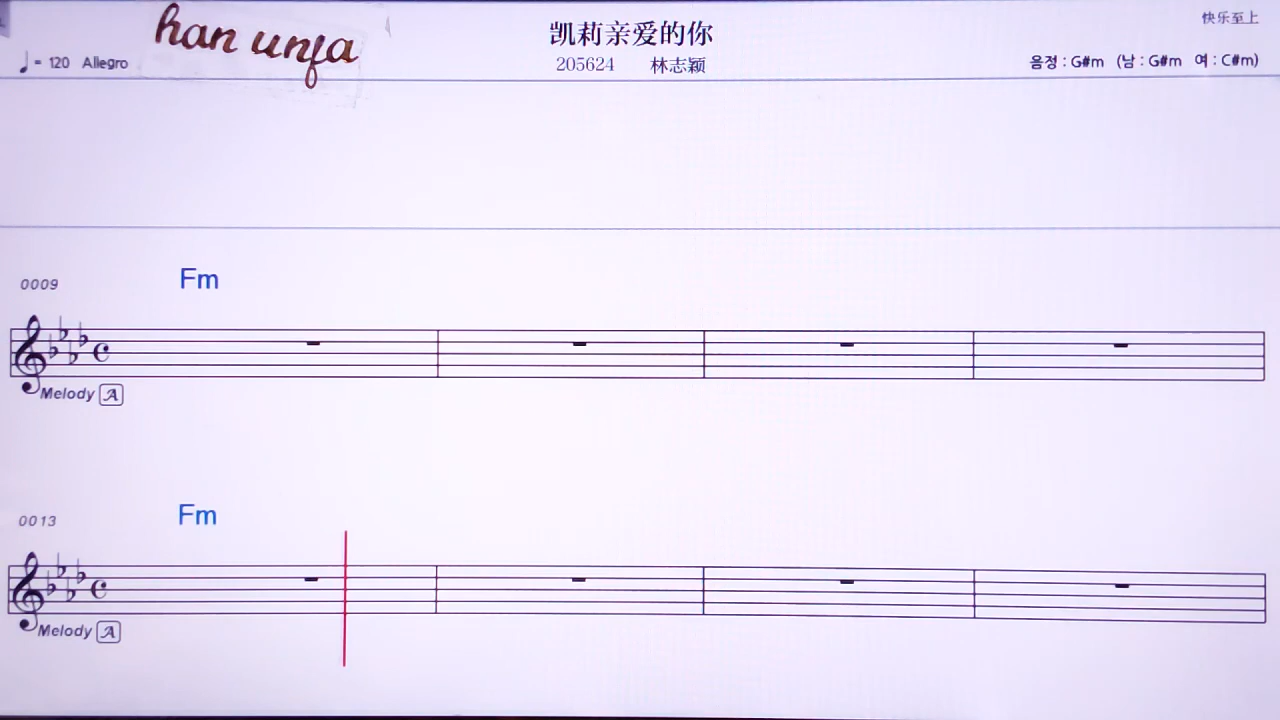 han unfa
凯莉亲爱的你
快乐至上
♩ = 120 Allegro
205624 林志颖
음정 : G#m (남 : G#m 여 : C#m)
0009 Fm
Melody A
0013 Fm
Melody A